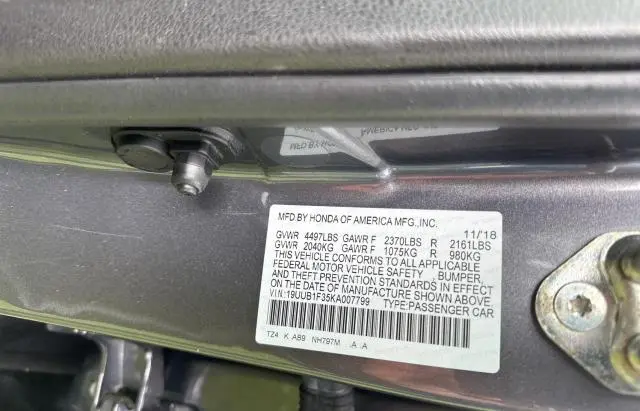 MFD BY HONDA OF AMERICA MFG.,INC. 11/18
GVWR 4497LBS GAWR F 2370LBS R 2161LBS
GVWR 2040KG GAWR F 1075KG R 980KG
THIS VEHICLE CONFORMS TO ALL APPLICABLE
FEDERAL MOTOR VEHICLE SAFETY, BUMPER,
AND THEFT PREVENTION STANDARDS IN EFFECT
ON THE DATE OF MANUFACTURE SHOWN ABOVE.
VIN:19UUB1F35KA007799 TYPE:PASSENGER CAR
TZ4 K A89 NH797M .A .A